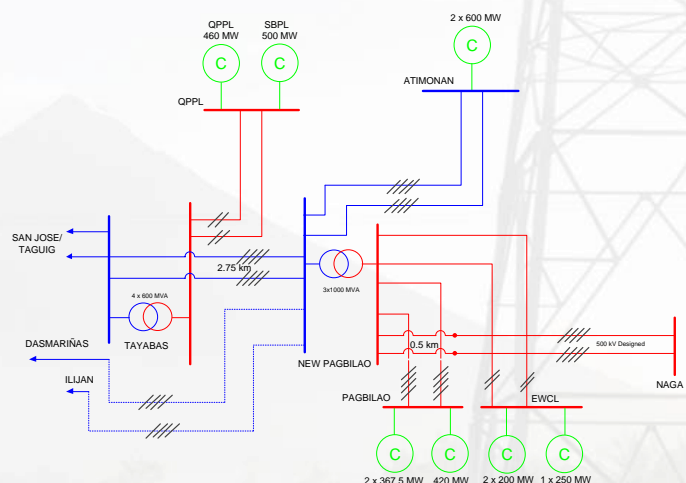 QPPL
460 MW
SBPL
500 MW
2 x 600 MW
C
C
C
ATIMONAN
QPPL
SAN JOSE/
TAGUIG
2.75 km
4 x 600 MVA
3x1000 MVA
TAYABAS
DASMARIÑAS
ILIJAN
NEW PAGBILAO
0.5 km
500 kV Designed
NAGA
PAGBILAO
EWCL
C
C
C
C
2 x 367.5 MW
420 MW
2 x 200 MW
1 x 250 MW